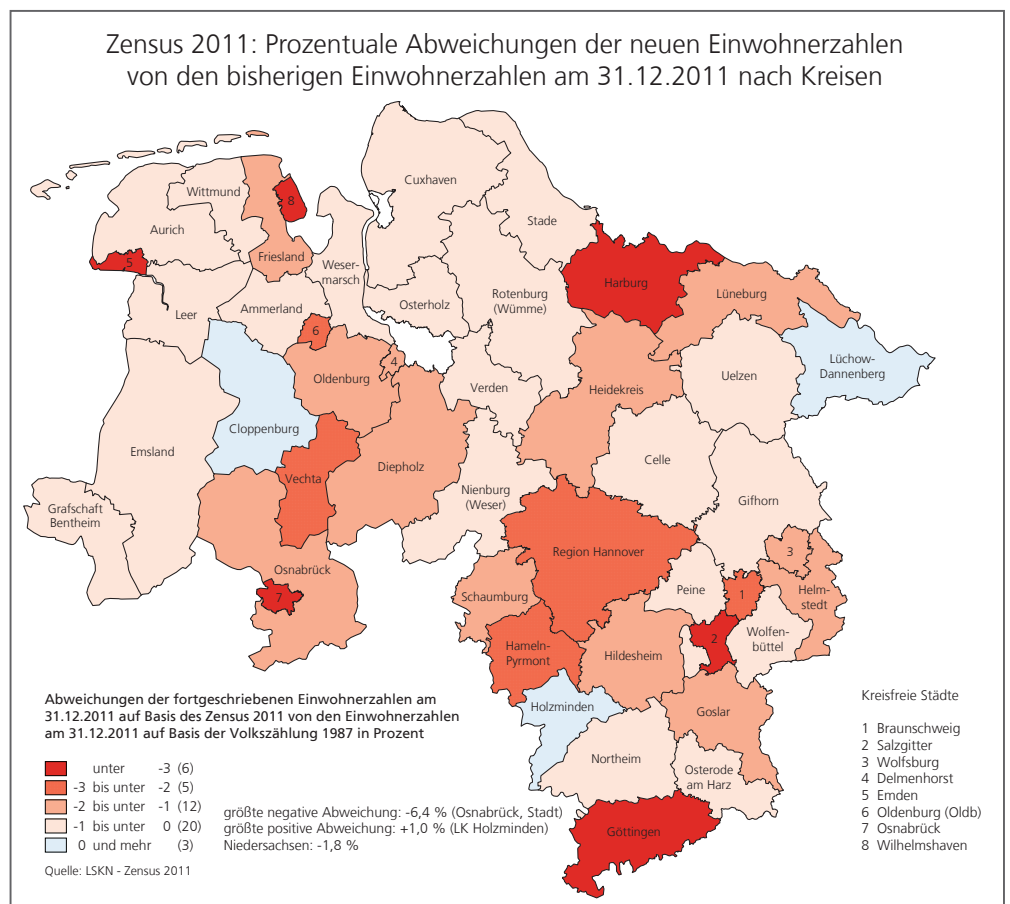 Zensus 2011: Prozentuale Abweichungen der neuen Einwohnerzahlen
von den bisherigen Einwohnerzahlen am 31.12.2011 nach Kreisen
Cuxhaven
Wittmund
8
Stade
Aurich
Friesland
5
Weser-
marsch
Harburg
Lüneburg
Rotenburg
(Wümme)
Osterholz
Ammerland
Leer
6
4
Lüchow-
Dannenberg
Oldenburg
Verden
Heidekreis
Uelzen
Cloppenburg
Emsland
Diepholz
Celle
Vechta
Nienburg
(Weser)
Gifhorn
Grafschaft
Bentheim
Region Hannover
3
Osnabrück
7
Schaumburg
Peine
1
Helm-
stedt
2
Wolfen-
büttel
Hameln-
Pyrmont
Hildesheim
Holzminden
Goslar
Northeim
Osterode
am Harz
Göttingen
Abweichungen der fortgeschriebenen Einwohnerzahlen am
31.12.2011 auf Basis des Zensus 2011 von den Einwohnerzahlen
am 31.12.2011 auf Basis der Volkszählung 1987 in Prozent
unter -3 (6)
-3 bis unter -2 (5)
-2 bis unter -1 (12)
-1 bis unter 0 (20)
0 und mehr (3)
größte negative Abweichung: -6,4 % (Osnabrück, Stadt)
größte positive Abweichung: +1,0 % (LK Holzminden)
Niedersachsen: -1,8 %
Quelle: LSKN - Zensus 2011
Kreisfreie Städte
1 Braunschweig
2 Salzgitter
3 Wolfsburg
4 Delmenhorst
5 Emden
6 Oldenburg (Oldb)
7 Osnabrück
8 Wilhelmshaven